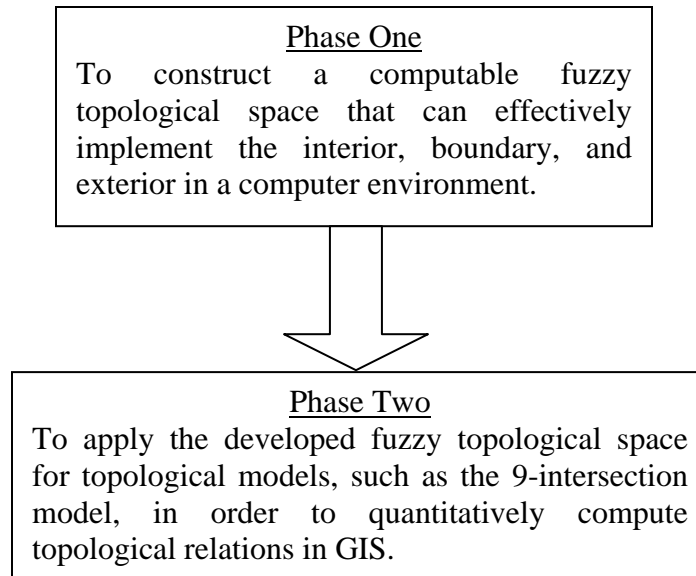 Phase One
To construct a computable fuzzy
topological space that can effectively
implement the interior, boundary, and
exterior in a computer environment.
Phase Two
To apply the developed fuzzy topological space
for topological models, such as the 9-intersection
model, in order to quantitatively compute
topological relations in GIS.